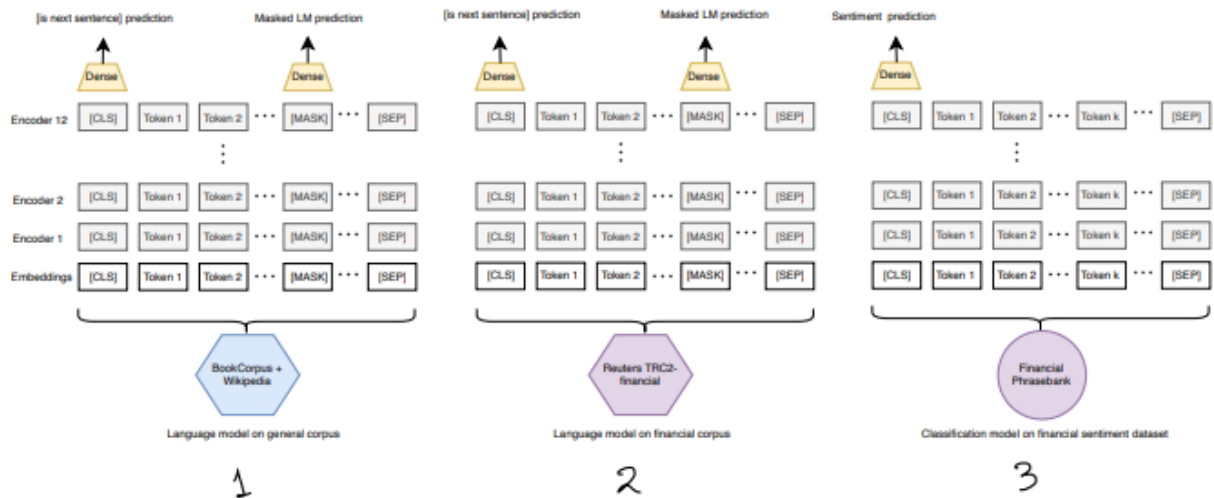 [is next sentence] prediction Masked LM prediction [is next sentence] prediction Masked LM prediction Sentiment prediction
Dense Dense Dense Dense Dense
Encoder 12 [CLS] Token 1 Token 2 ••• [MASK] ••• [SEP] [CLS] Token 1 Token 2 ••• [MASK] ••• [SEP] [CLS] Token 1 Token 2 ••• Token k ••• [SEP]
Encoder 2 [CLS] Token 1 Token 2 ••• [MASK] ••• [SEP] [CLS] Token 1 Token 2 ••• [MASK] ••• [SEP] [CLS] Token 1 Token 2 ••• Token k ••• [SEP]
Encoder 1 [CLS] Token 1 Token 2 ••• [MASK] ••• [SEP] [CLS] Token 1 Token 2 ••• [MASK] ••• [SEP] [CLS] Token 1 Token 2 ••• Token k ••• [SEP]
Embeddings [CLS] Token 1 Token 2 ••• [MASK] ••• [SEP] [CLS] Token 1 Token 2 ••• [MASK] ••• [SEP] [CLS] Token 1 Token 2 ••• Token k ••• [SEP]
BookCorpus +
Wikipedia
Reuters TRC2-
financial
Financial
Phrasebank
Language model on general corpus Language model on financial corpus Classification model on financial sentiment dataset
1 2 3